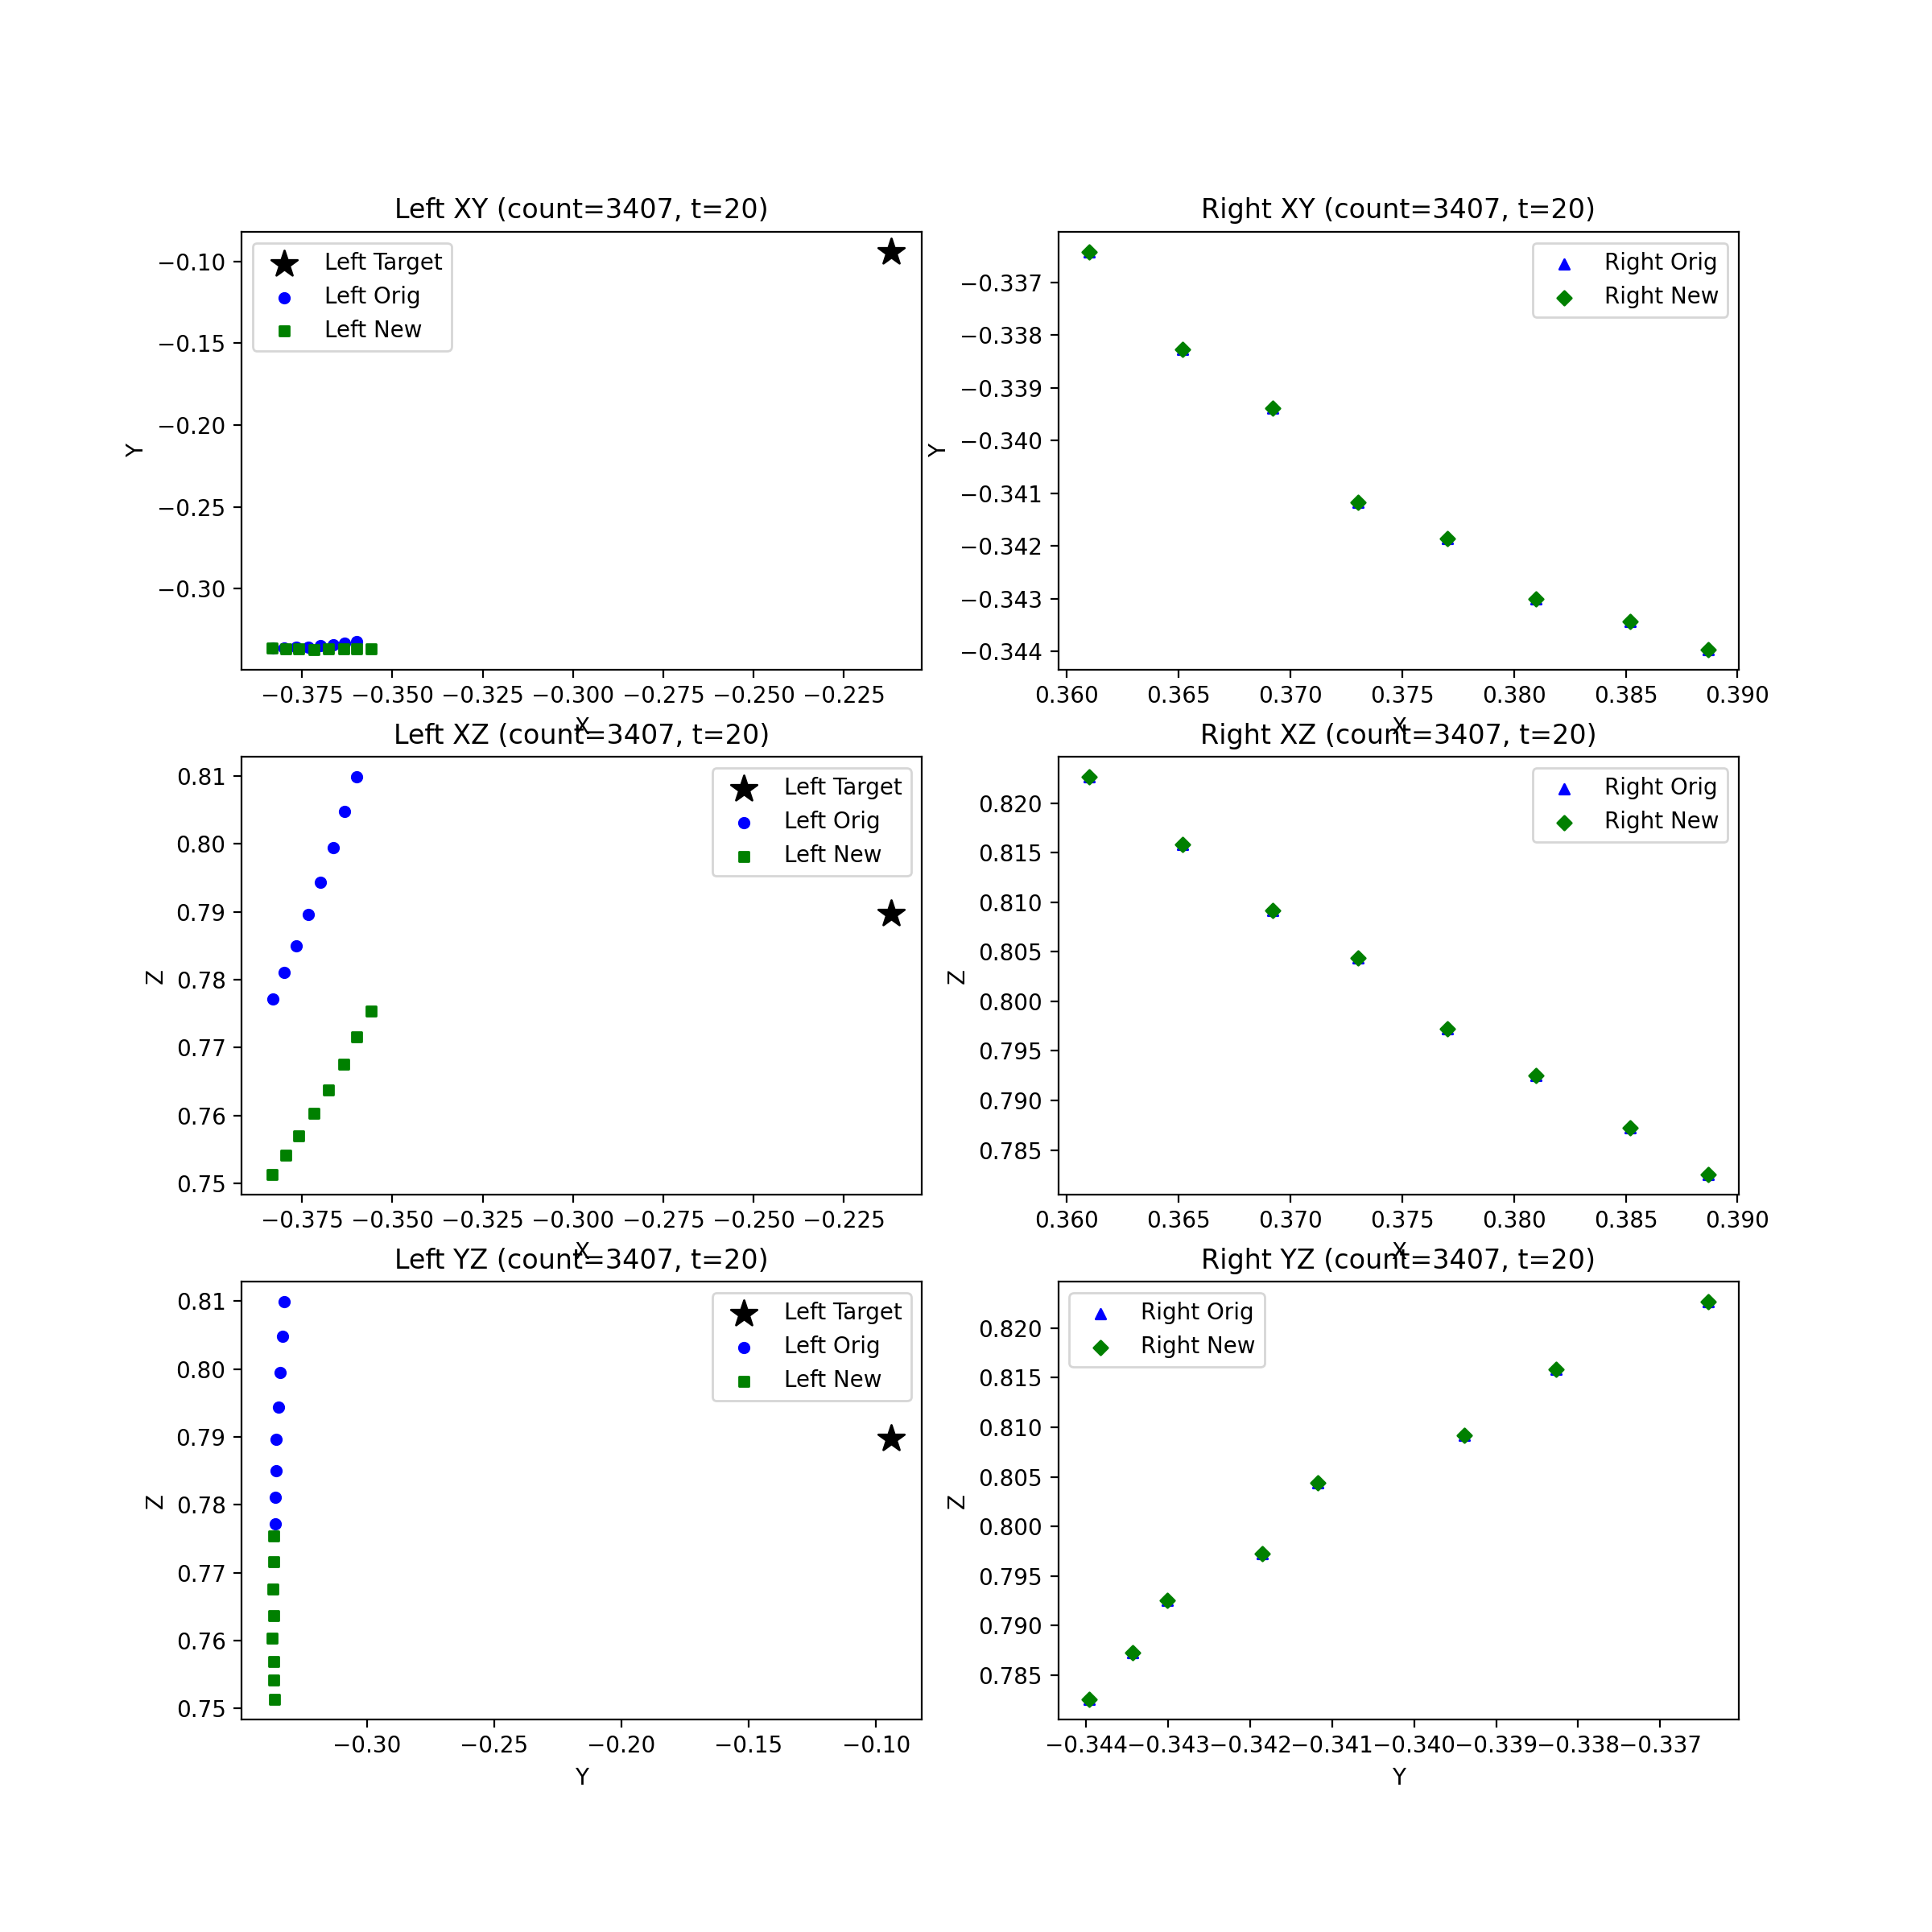 Left XY (count=3407, t=20)
Left Target
Left Orig
Left New
−0.10
−0.15
−0.20
−0.25
−0.30
Y
−0.375 −0.350 −0.325 −0.300 −0.275 −0.250 −0.225
X
Right XY (count=3407, t=20)
Right Orig
Right New
−0.337
−0.338
−0.339
−0.340
−0.341
−0.342
−0.343
−0.344
Y
0.360 0.365 0.370 0.375 0.380 0.385 0.390
X
Left XZ (count=3407, t=20)
Left Target
Left Orig
Left New
0.81
0.80
0.79
0.78
0.77
0.76
0.75
Z
−0.375 −0.350 −0.325 −0.300 −0.275 −0.250 −0.225
X
Right XZ (count=3407, t=20)
Right Orig
Right New
0.820
0.815
0.810
0.805
0.800
0.795
0.790
0.785
Z
0.360 0.365 0.370 0.375 0.380 0.385 0.390
X
Left YZ (count=3407, t=20)
Left Target
Left Orig
Left New
0.81
0.80
0.79
0.78
0.77
0.76
0.75
Z
−0.30 −0.25 −0.20 −0.15 −0.10
Y
Right YZ (count=3407, t=20)
Right Orig
Right New
0.820
0.815
0.810
0.805
0.800
0.795
0.790
0.785
Z
−0.344 −0.343 −0.342 −0.341 −0.340 −0.339 −0.338 −0.337
Y